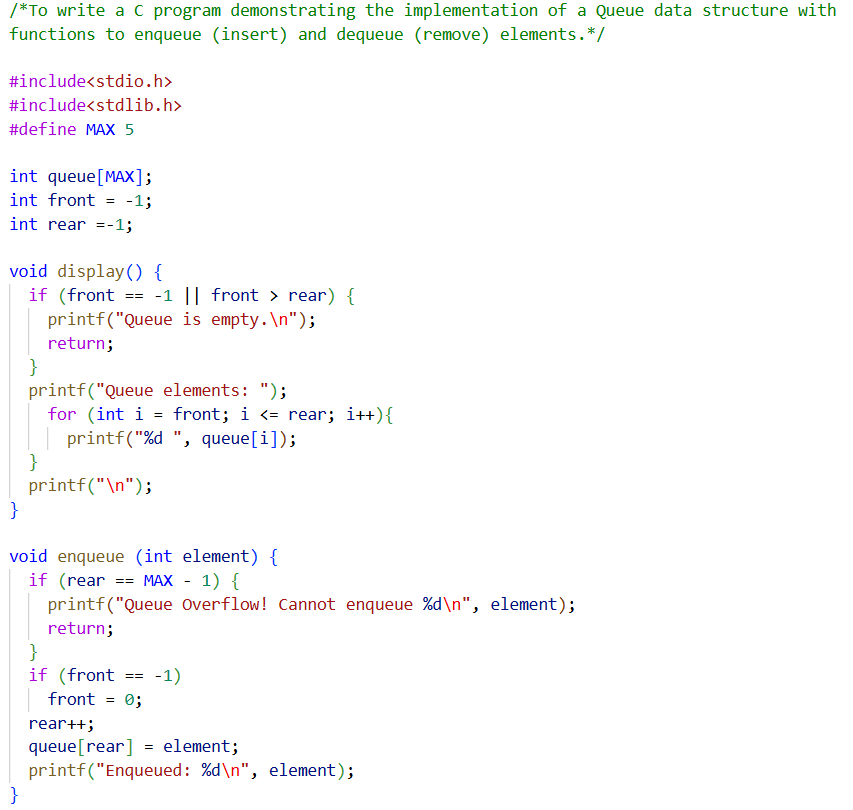 /*To write a C program demonstrating the implementation of a Queue data structure with
functions to enqueue (insert) and dequeue (remove) elements.*/

#include<stdio.h>
#include<stdlib.h>
#define MAX 5

int queue[MAX];
int front = -1;
int rear =-1;

void display() {
  if (front == -1 || front > rear) {
    printf("Queue is empty.\n");
    return;
  }
  printf("Queue elements: ");
    for (int i = front; i <= rear; i++){
      printf("%d ", queue[i]);
  }
  printf("\n");
}

void enqueue (int element) {
  if (rear == MAX - 1) {
    printf("Queue Overflow! Cannot enqueue %d\n", element);
    return;
  }
  if (front == -1)
    front = 0;
  rear++;
  queue[rear] = element;
  printf("Enqueued: %d\n", element);
}